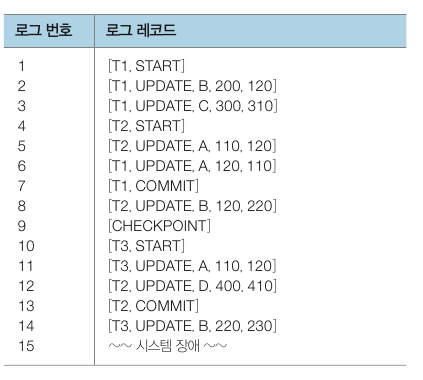 로그 번호 로그 레코드
1 [T1, START]
2 [T1, UPDATE, B, 200, 120]
3 [T1, UPDATE, C, 300, 310]
4 [T2, START]
5 [T2, UPDATE, A, 110, 120]
6 [T1, UPDATE, A, 120, 110]
7 [T1, COMMIT]
8 [T2, UPDATE, B, 120, 220]
9 [CHECKPOINT]
10 [T3, START]
11 [T3, UPDATE, A, 110, 120]
12 [T2, UPDATE, D, 400, 410]
13 [T2, COMMIT]
14 [T3, UPDATE, B, 220, 230]
15 ~~ 시스템 장애 ~~